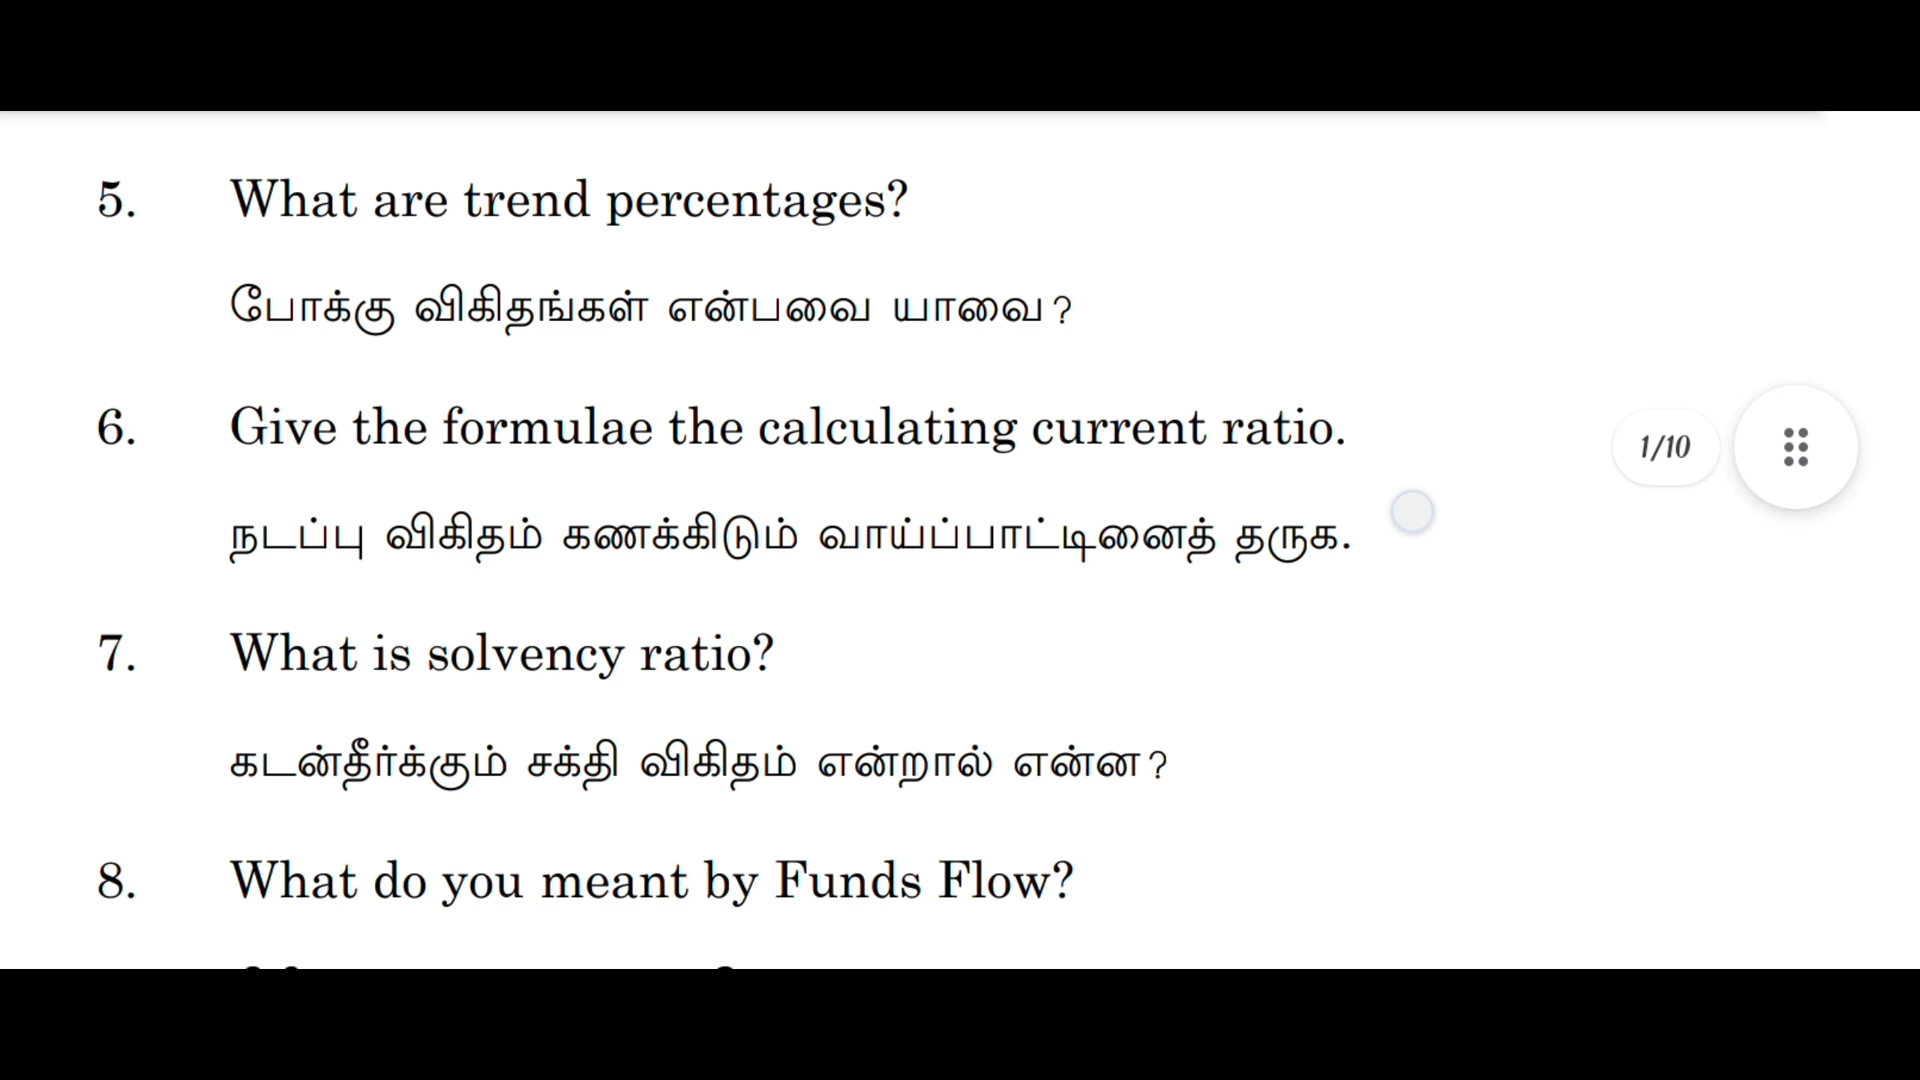 5. What are trend percentages?
போக்கு விகிதங்கள் என்பவை யாவை?
6. Give the formulae the calculating current ratio.
1/10
நடப்பு விகிதம் கணக்கிடும் வாய்ப்பாட்டினைத் தருக.
7. What is solvency ratio?
கடன்தீர்க்கும் சக்தி விகிதம் என்றால் என்ன?
8. What do you meant by Funds Flow?